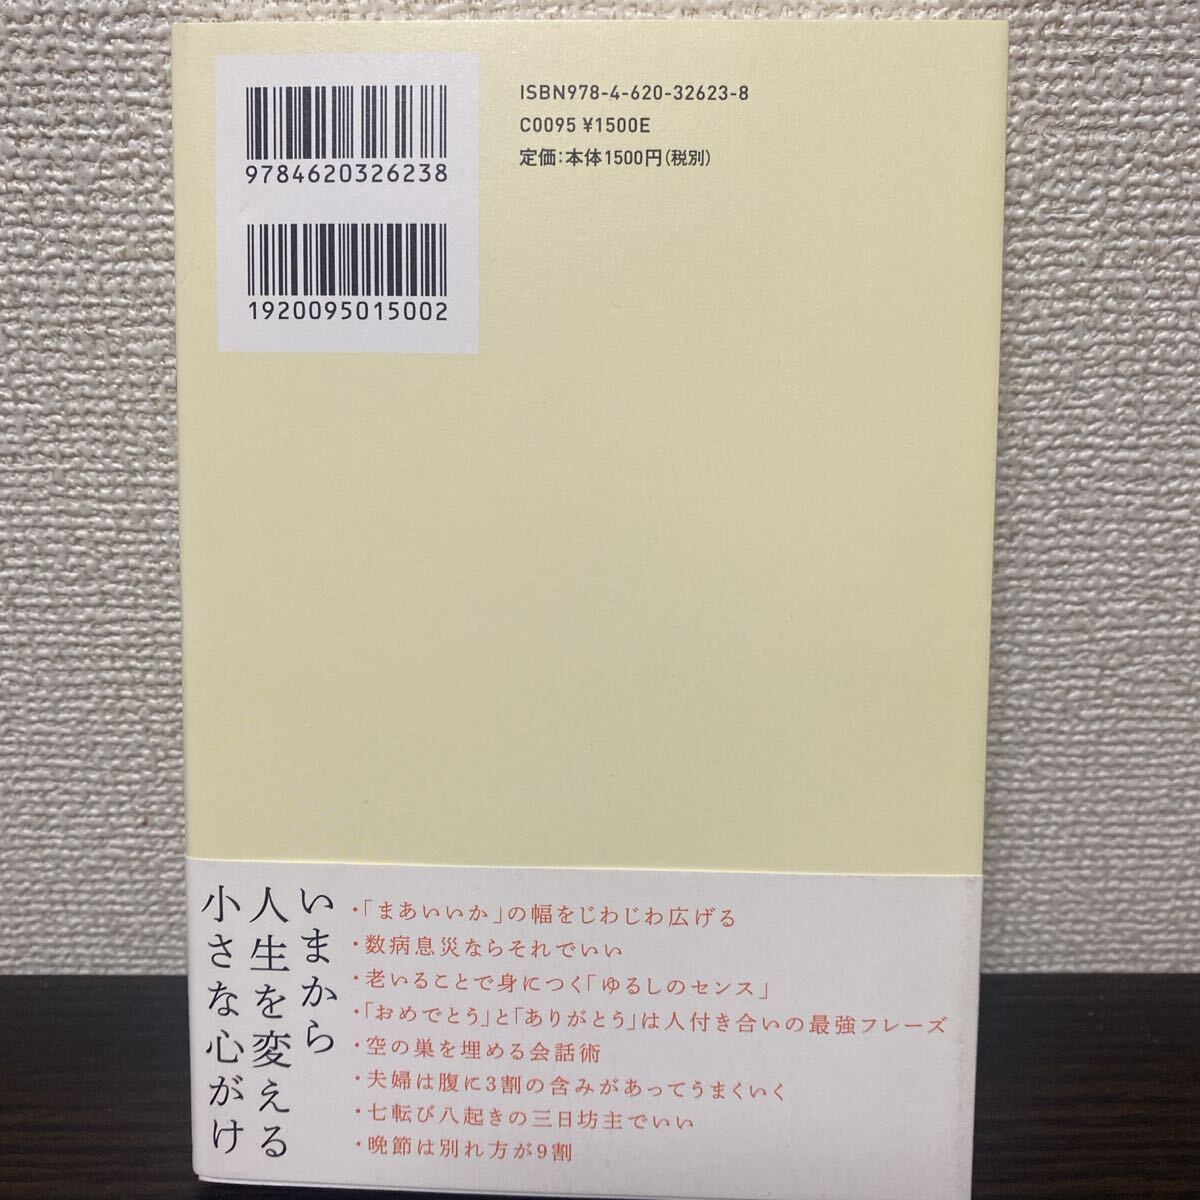 9784620326238
1920095015002
ISBN978-4-620-32623-8
C0095 ¥1500E
定価：本体1500円（税別）
いまから
人生を変える
小さな心がけ
・「まあいいか」の幅をじわじわ広げる
・数病息災ならそれでいい
・老いることで身につく「ゆるしのセンス」
・「おめでとう」と「ありがとう」は人付き合いの最強フレーズ
・空の巣を埋める会話術
・夫婦は腹に3割の含みがあってうまくいく
・七転び八起きの三日坊主でいい
・晩節は別れ方が9割